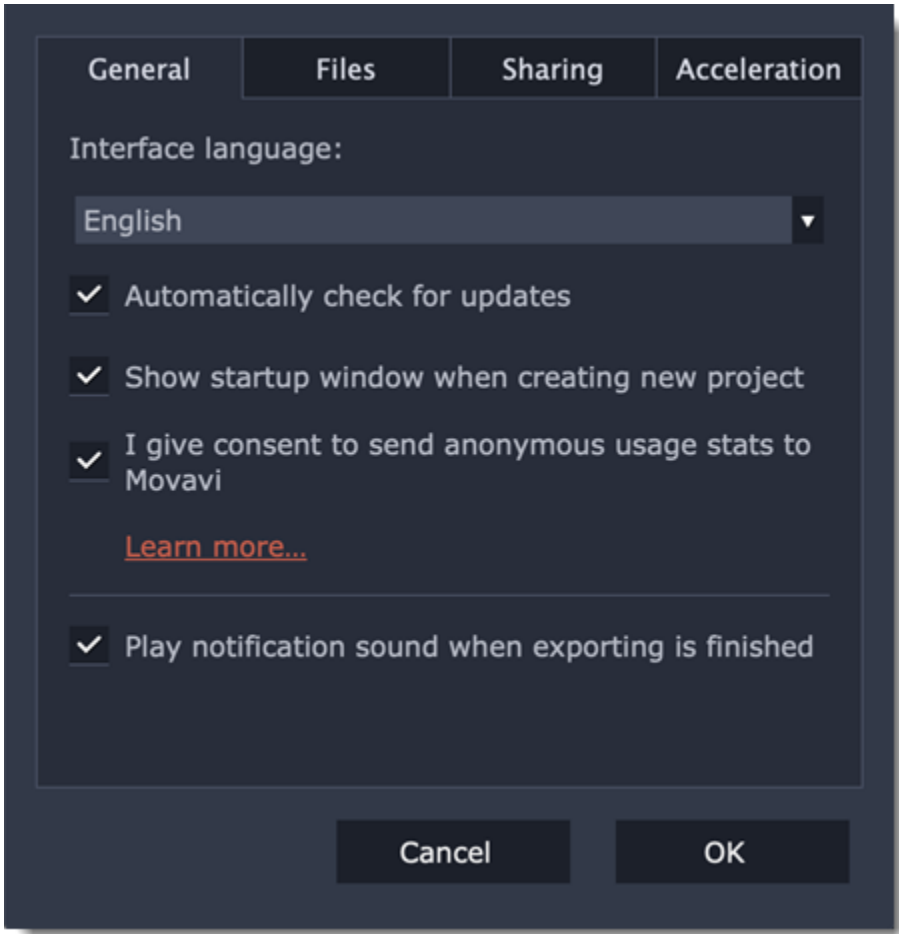 General
Files
Sharing
Acceleration
Interface language:
English
Automatically check for updates
Show startup window when creating new project
I give consent to send anonymous usage stats to
Movavi
Learn more...
Play notification sound when exporting is finished
Cancel
OK